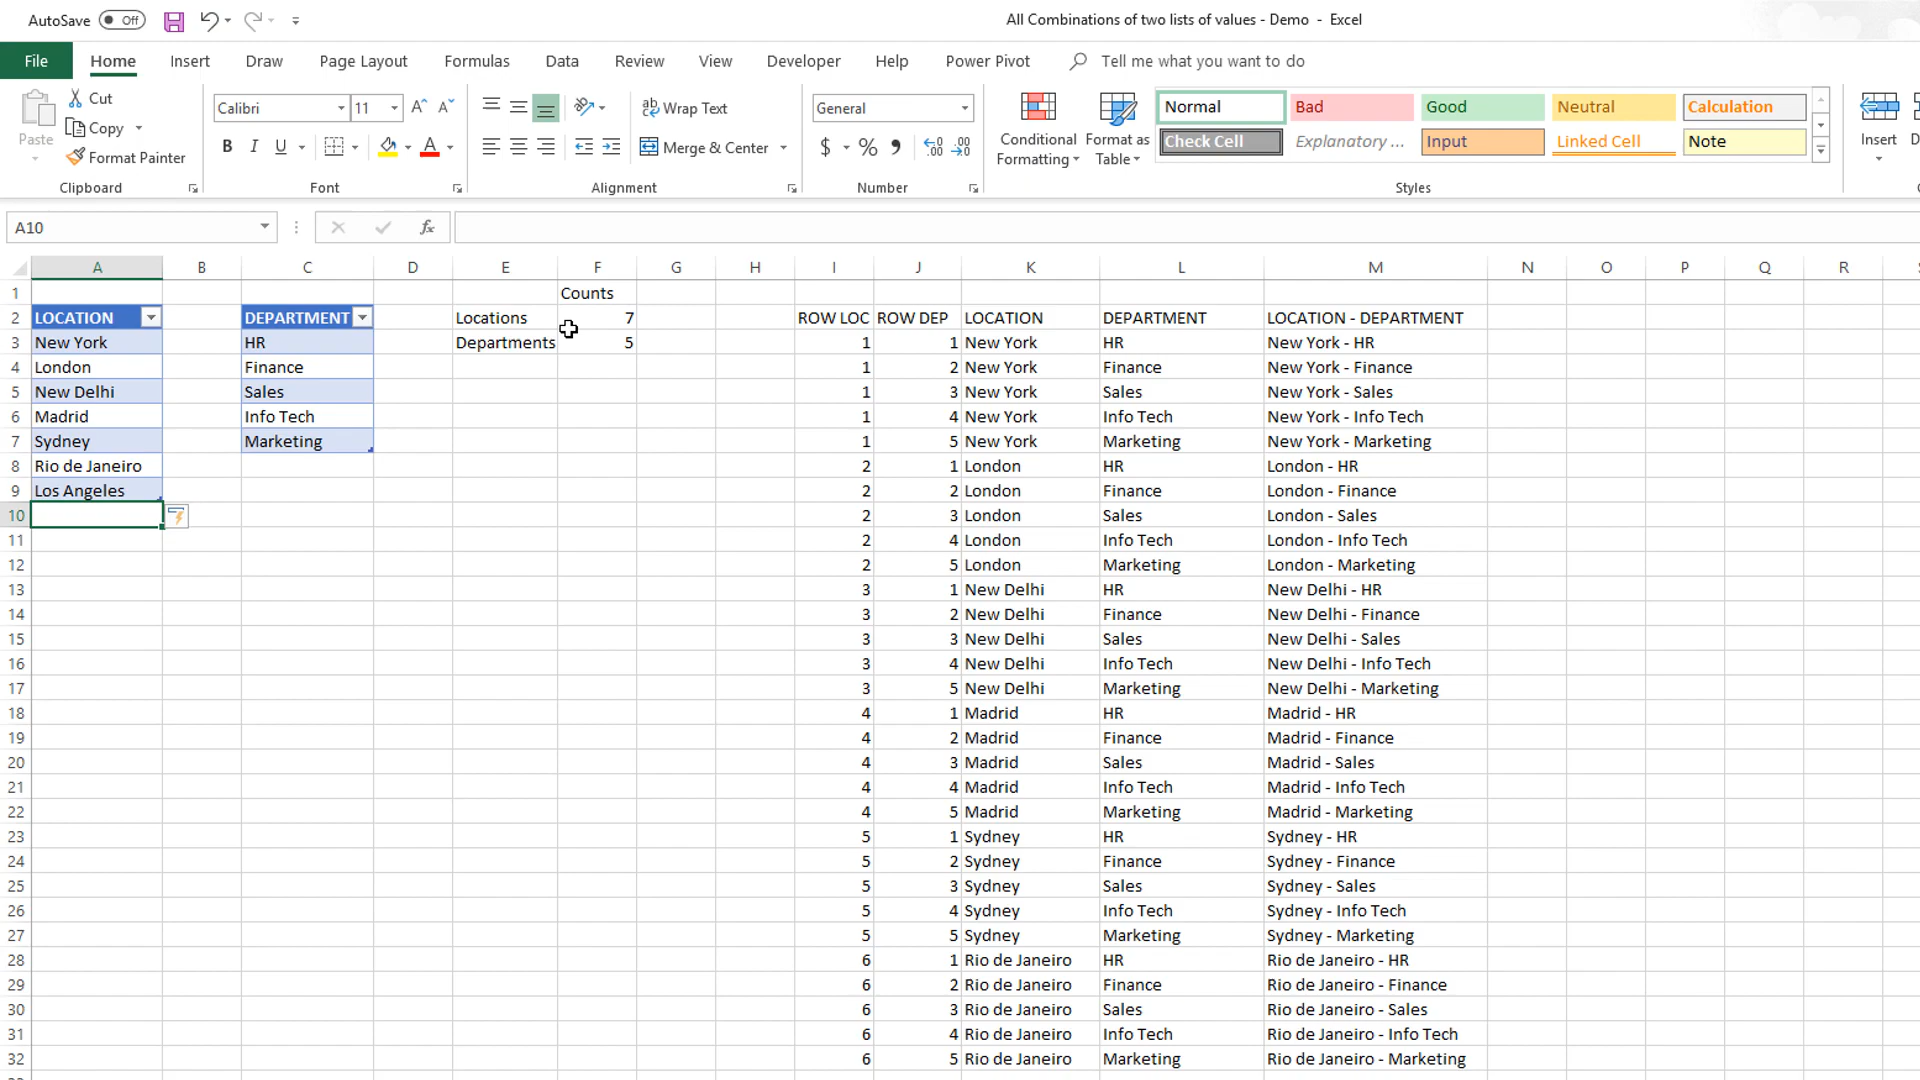 AutoSave Off All Combinations of two lists of values - Demo - Excel
File Home Insert Draw Page Layout Formulas Data Review View Developer Help Power Pivot Tell me what you want to do
Paste
Cut
Copy
Format Painter
Clipboard
Calibri 11
B I U
Font
ab Wrap Text
Merge & Center
Alignment
General
$ % 9
Number
Conditional Formatting
Format as Table
Normal Bad Good Neutral Calculation
Check Cell Explanatory ... Input Linked Cell Note
Styles
Insert
A10 fx
A B C D E F G H I J K L M N O P Q R
1 Counts
2 LOCATION DEPARTMENT Locations 7 ROW LOC ROW DEP LOCATION DEPARTMENT LOCATION - DEPARTMENT
3 New York HR Departments 5 1 1 New York HR New York - HR
4 London Finance 1 2 New York Finance New York - Finance
5 New Delhi Sales 1 3 New York Sales New York - Sales
6 Madrid Info Tech 1 4 New York Info Tech New York - Info Tech
7 Sydney Marketing 1 5 New York Marketing New York - Marketing
8 Rio de Janeiro 2 1 London HR London - HR
9 Los Angeles 2 2 London Finance London - Finance
10 2 3 London Sales London - Sales
11 2 4 London Info Tech London - Info Tech
12 2 5 London Marketing London - Marketing
13 3 1 New Delhi HR New Delhi - HR
14 3 2 New Delhi Finance New Delhi - Finance
15 3 3 New Delhi Sales New Delhi - Sales
16 3 4 New Delhi Info Tech New Delhi - Info Tech
17 3 5 New Delhi Marketing New Delhi - Marketing
18 4 1 Madrid HR Madrid - HR
19 4 2 Madrid Finance Madrid - Finance
20 4 3 Madrid Sales Madrid - Sales
21 4 4 Madrid Info Tech Madrid - Info Tech
22 4 5 Madrid Marketing Madrid - Marketing
23 5 1 Sydney HR Sydney - HR
24 5 2 Sydney Finance Sydney - Finance
25 5 3 Sydney Sales Sydney - Sales
26 5 4 Sydney Info Tech Sydney - Info Tech
27 5 5 Sydney Marketing Sydney - Marketing
28 6 1 Rio de Janeiro HR Rio de Janeiro - HR
29 6 2 Rio de Janeiro Finance Rio de Janeiro - Finance
30 6 3 Rio de Janeiro Sales Rio de Janeiro - Sales
31 6 4 Rio de Janeiro Info Tech Rio de Janeiro - Info Tech
32 6 5 Rio de Janeiro Marketing Rio de Janeiro - Marketing